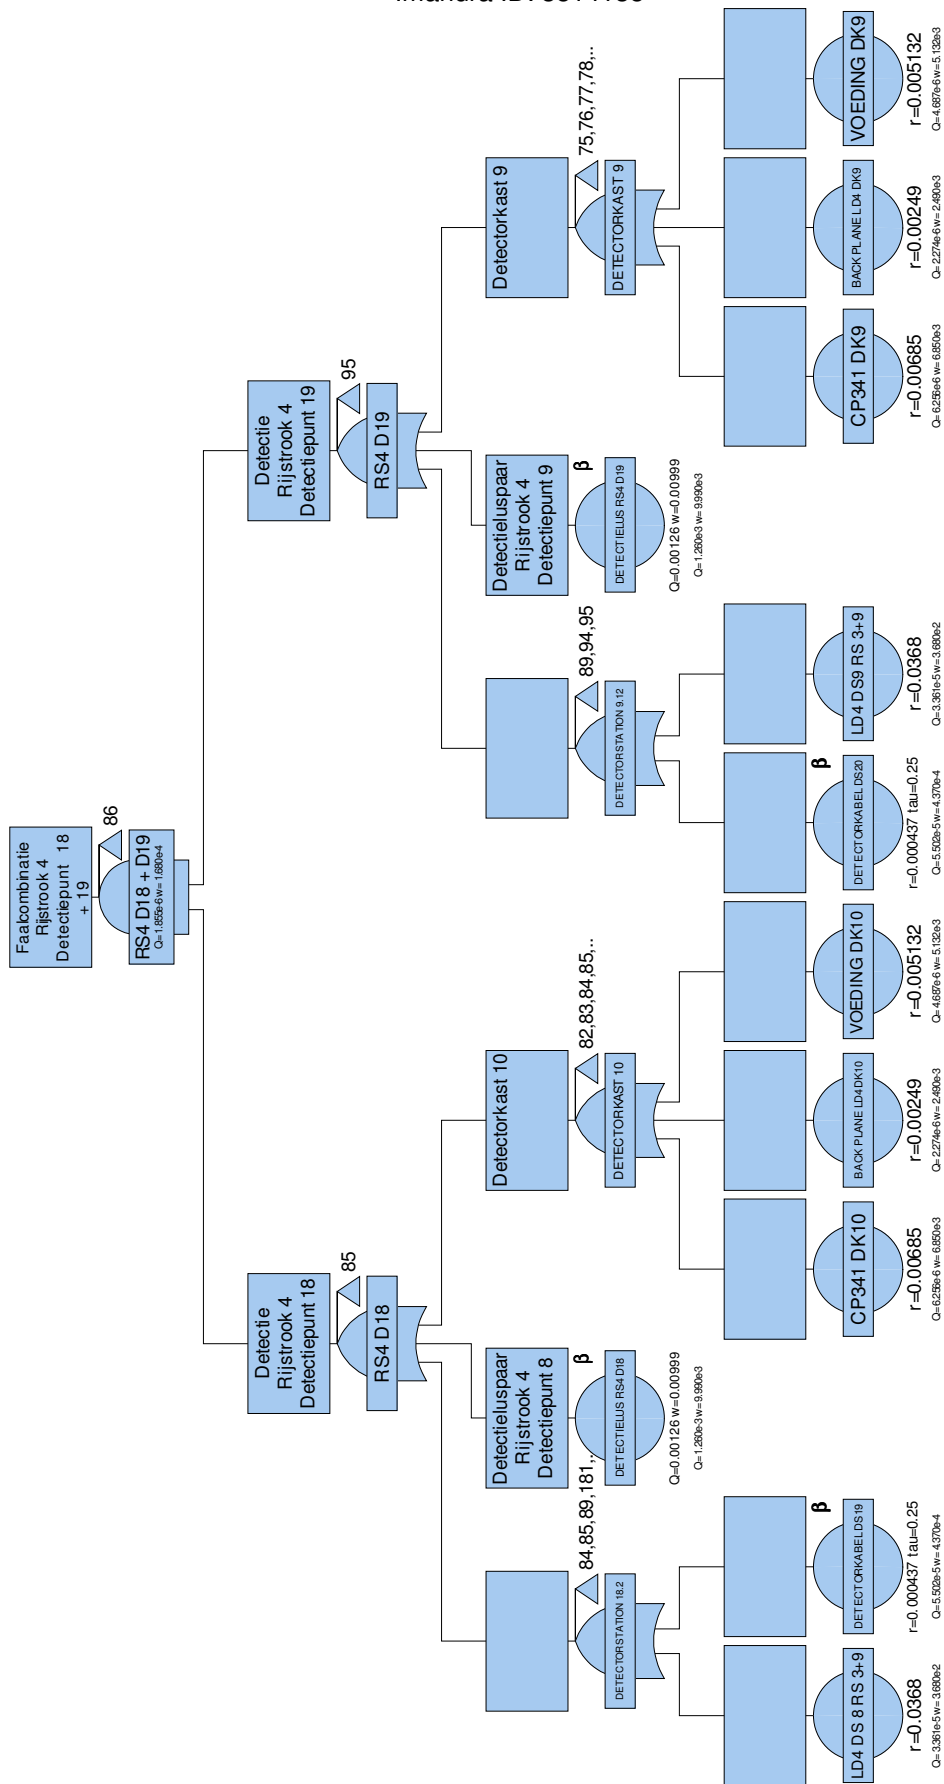 Faalcombinatie
Rijstrook 4
Detectiepunt 18
+ 19
86
RS4 D18 + D19
Q=1.855e-6 w=1.680e-4
Detectie
Rijstrook 4
Detectiepunt 18
85
RS4 D18
Detectie
Rijstrook 4
Detectiepunt 19
95
RS4 D19
84,85,89,181,..
DETECTORSTATION 18.2
Detectieluspaar
Rijstrook 4
Detectiepunt 8
β
DETECTIELUS RS4 D18
Q=0.00126 w=0.00999
Q=1.260e-3 w=9.990e-3
Detectorkast 10
82,83,84,85,..
DETECTORKAST 10
89,94,95
DETECTORSTATION 9.12
Detectieluspaar
Rijstrook 4
Detectiepunt 9
β
DETECTIELUS RS4 D19
Q=0.00126 w=0.00999
Q=1.260e-3 w=9.990e-3
Detectorkast 9
75,76,77,78,..
DETECTORKAST 9
LD4 DS 8 RS 3+9
r=0.0368
Q=3.361e-5 w=3.680e-2
β
DETECTORKABEL DS19
r=0.000437 tau=0.25
Q=5.502e-5 w=4.370e-4
CP341 DK10
r=0.00685
Q=6.256e-6 w=6.850e-3
BACK PLANE LD4 DK10
r=0.00249
Q=2.274e-6 w=2.490e-3
VOEDING DK10
r=0.005132
Q=4.687e-6 w=5.132e-3
β
DETECTORKABEL DS20
r=0.000437 tau=0.25
Q=5.502e-5 w=4.370e-4
LD4 DS9 RS 3+9
r=0.0368
Q=3.361e-5 w=3.680e-2
CP341 DK9
r=0.00685
Q=6.256e-6 w=6.850e-3
BACK PLANE LD4 DK9
r=0.00249
Q=2.274e-6 w=2.490e-3
VOEDING DK9
r=0.005132
Q=4.687e-6 w=5.132e-3